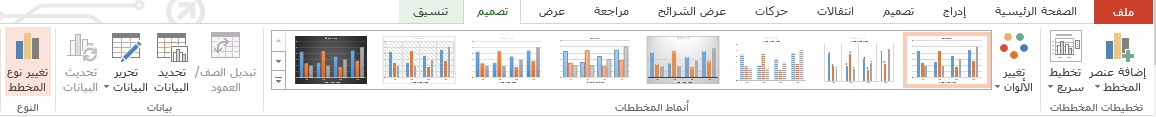 ملف الصفحة الرئيسية إدراج تصميم انتقالات حركات عرض الشرائح مراجعة عرض تصميم تنسيق
إضافة عنصر المخطط
تخطيط سريع
تخطيطات المخططات
تغيير الألوان
أنماط المخططات
تبديل الصف/العمود
تحديد البيانات
تحرير البيانات
تحديث البيانات
بيانات
تغيير نوع المخطط
النوع